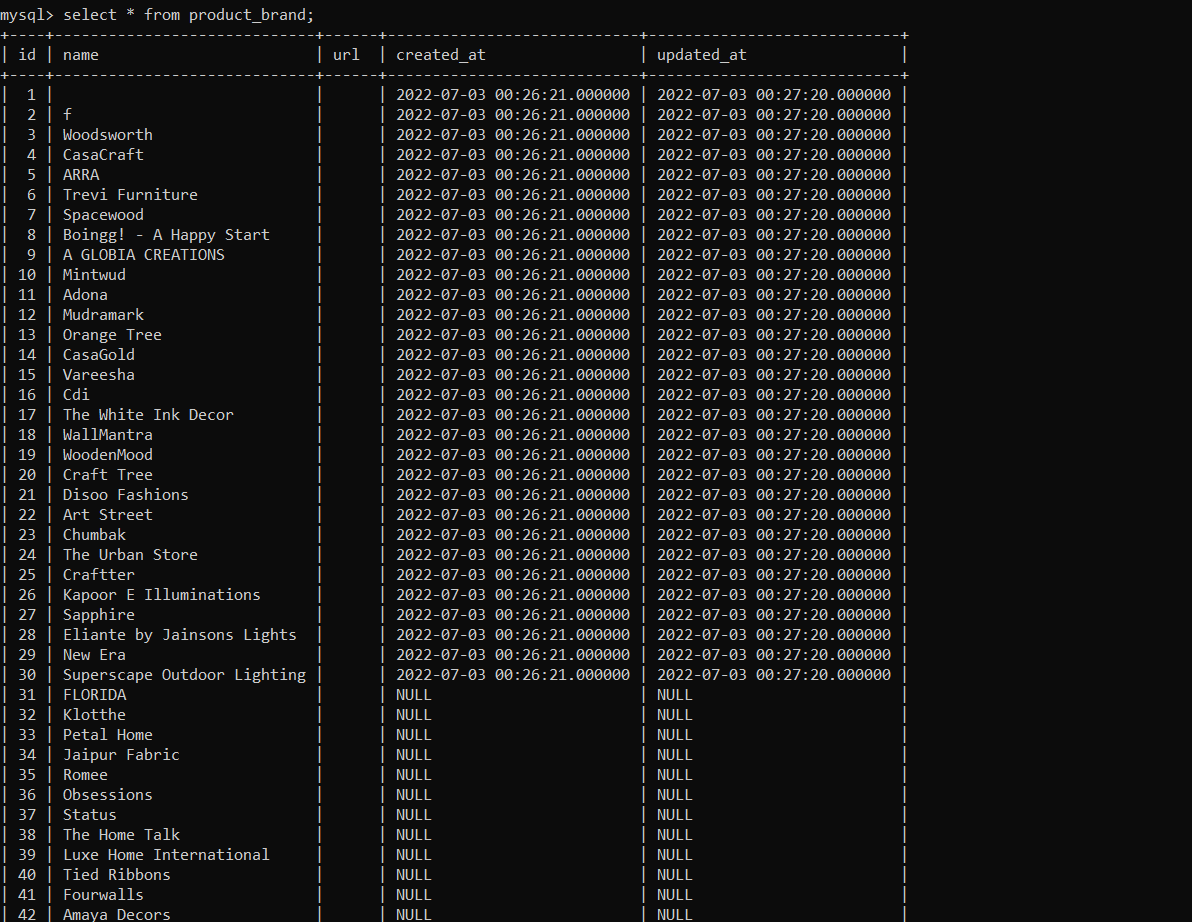 mysql> select * from product_brand;
+----+-----------------------------+------+----------------------------+----------------------------+
| id | name                        | url  | created_at                 | updated_at                 |
+----+-----------------------------+------+----------------------------+----------------------------+
|  1 |                             |      | 2022-07-03 00:26:21.000000 | 2022-07-03 00:27:20.000000 |
|  2 | f                           |      | 2022-07-03 00:26:21.000000 | 2022-07-03 00:27:20.000000 |
|  3 | Woodsworth                  |      | 2022-07-03 00:26:21.000000 | 2022-07-03 00:27:20.000000 |
|  4 | CasaCraft                   |      | 2022-07-03 00:26:21.000000 | 2022-07-03 00:27:20.000000 |
|  5 | ARRA                        |      | 2022-07-03 00:26:21.000000 | 2022-07-03 00:27:20.000000 |
|  6 | Trevi Furniture             |      | 2022-07-03 00:26:21.000000 | 2022-07-03 00:27:20.000000 |
|  7 | Spacewood                   |      | 2022-07-03 00:26:21.000000 | 2022-07-03 00:27:20.000000 |
|  8 | Boingg! - A Happy Start     |      | 2022-07-03 00:26:21.000000 | 2022-07-03 00:27:20.000000 |
|  9 | A GLOBIA CREATIONS          |      | 2022-07-03 00:26:21.000000 | 2022-07-03 00:27:20.000000 |
| 10 | Mintwud                     |      | 2022-07-03 00:26:21.000000 | 2022-07-03 00:27:20.000000 |
| 11 | Adona                       |      | 2022-07-03 00:26:21.000000 | 2022-07-03 00:27:20.000000 |
| 12 | Mudramark                   |      | 2022-07-03 00:26:21.000000 | 2022-07-03 00:27:20.000000 |
| 13 | Orange Tree                 |      | 2022-07-03 00:26:21.000000 | 2022-07-03 00:27:20.000000 |
| 14 | CasaGold                    |      | 2022-07-03 00:26:21.000000 | 2022-07-03 00:27:20.000000 |
| 15 | Vareesha                    |      | 2022-07-03 00:26:21.000000 | 2022-07-03 00:27:20.000000 |
| 16 | Cdi                         |      | 2022-07-03 00:26:21.000000 | 2022-07-03 00:27:20.000000 |
| 17 | The White Ink Decor         |      | 2022-07-03 00:26:21.000000 | 2022-07-03 00:27:20.000000 |
| 18 | WallMantra                  |      | 2022-07-03 00:26:21.000000 | 2022-07-03 00:27:20.000000 |
| 19 | WoodenMood                  |      | 2022-07-03 00:26:21.000000 | 2022-07-03 00:27:20.000000 |
| 20 | Craft Tree                  |      | 2022-07-03 00:26:21.000000 | 2022-07-03 00:27:20.000000 |
| 21 | Disoo Fashions              |      | 2022-07-03 00:26:21.000000 | 2022-07-03 00:27:20.000000 |
| 22 | Art Street                  |      | 2022-07-03 00:26:21.000000 | 2022-07-03 00:27:20.000000 |
| 23 | Chumbak                     |      | 2022-07-03 00:26:21.000000 | 2022-07-03 00:27:20.000000 |
| 24 | The Urban Store             |      | 2022-07-03 00:26:21.000000 | 2022-07-03 00:27:20.000000 |
| 25 | Craftter                    |      | 2022-07-03 00:26:21.000000 | 2022-07-03 00:27:20.000000 |
| 26 | Kapoor E Illuminations      |      | 2022-07-03 00:26:21.000000 | 2022-07-03 00:27:20.000000 |
| 27 | Sapphire                    |      | 2022-07-03 00:26:21.000000 | 2022-07-03 00:27:20.000000 |
| 28 | Eliante by Jainsons Lights  |      | 2022-07-03 00:26:21.000000 | 2022-07-03 00:27:20.000000 |
| 29 | New Era                     |      | 2022-07-03 00:26:21.000000 | 2022-07-03 00:27:20.000000 |
| 30 | Superscape Outdoor Lighting |      | 2022-07-03 00:26:21.000000 | 2022-07-03 00:27:20.000000 |
| 31 | FLORIDA                     |      | NULL                       | NULL                       |
| 32 | Klotthe                     |      | NULL                       | NULL                       |
| 33 | Petal Home                  |      | NULL                       | NULL                       |
| 34 | Jaipur Fabric               |      | NULL                       | NULL                       |
| 35 | Romee                       |      | NULL                       | NULL                       |
| 36 | Obsessions                  |      | NULL                       | NULL                       |
| 37 | Status                      |      | NULL                       | NULL                       |
| 38 | The Home Talk               |      | NULL                       | NULL                       |
| 39 | Luxe Home International     |      | NULL                       | NULL                       |
| 40 | Tied Ribbons                |      | NULL                       | NULL                       |
| 41 | Fourwalls                   |      | NULL                       | NULL                       |
| 42 | Amaya Decors                |      | NULL                       | NULL                       |